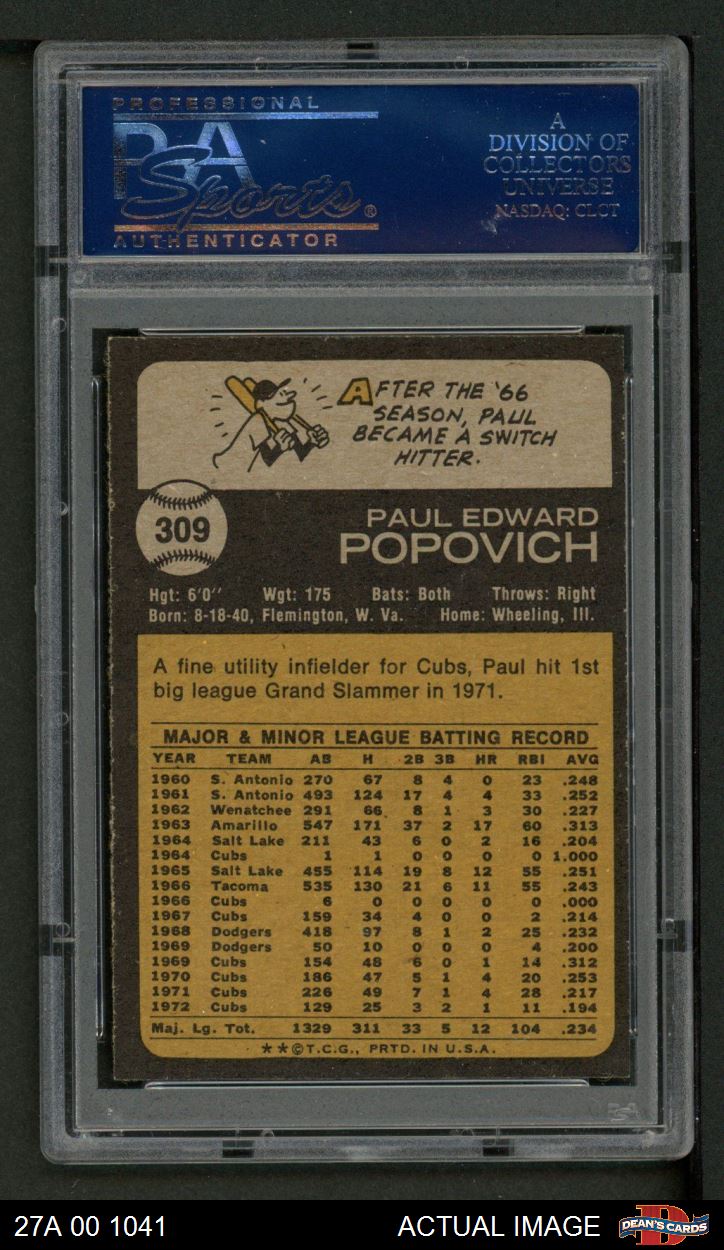 PROFESSIONAL
PSA
Sports®
AUTHENTICATOR
A
DIVISION OF
COLLECTORS
UNIVERSE
NASDAQ: CLCT
AFTER THE '66
SEASON, PAUL
BECAME A SWITCH
HITTER.
309
PAUL EDWARD
POPOVICH
Hgt: 6'0'' Wgt: 175 Bats: Both Throws: Right
Born: 8-18-40, Flemington, W. Va. Home: Wheeling, Ill.
A fine utility infielder for Cubs, Paul hit 1st
big league Grand Slammer in 1971.
MAJOR & MINOR LEAGUE BATTING RECORD
YEAR TEAM AB H 2B 3B HR RBI AVG
1960 S. Antonio 270 67 8 4 0 23 .248
1961 S. Antonio 493 124 17 4 4 33 .252
1962 Wenatchee 291 66 8 1 3 30 .227
1963 Amarillo 547 171 37 2 17 60 .313
1964 Salt Lake 211 43 6 0 2 16 .204
1964 Cubs 1 1 0 0 0 0 1.000
1965 Salt Lake 455 114 19 8 12 55 .251
1966 Tacoma 535 130 21 6 11 55 .243
1966 Cubs 6 0 0 0 0 0 .000
1967 Cubs 159 34 4 0 0 2 .214
1968 Dodgers 418 97 8 1 2 25 .232
1969 Dodgers 50 10 0 0 0 4 .200
1969 Cubs 154 48 6 0 1 14 .312
1970 Cubs 186 47 5 1 4 20 .253
1971 Cubs 226 49 7 1 4 28 .217
1972 Cubs 129 25 3 2 1 11 .194
Maj. Lg. Tot. 1329 311 33 5 12 104 .234
**©T.C.G., PRTD. IN U.S.A.
27A 00 1041
ACTUAL IMAGE
DEAN'S CARDS